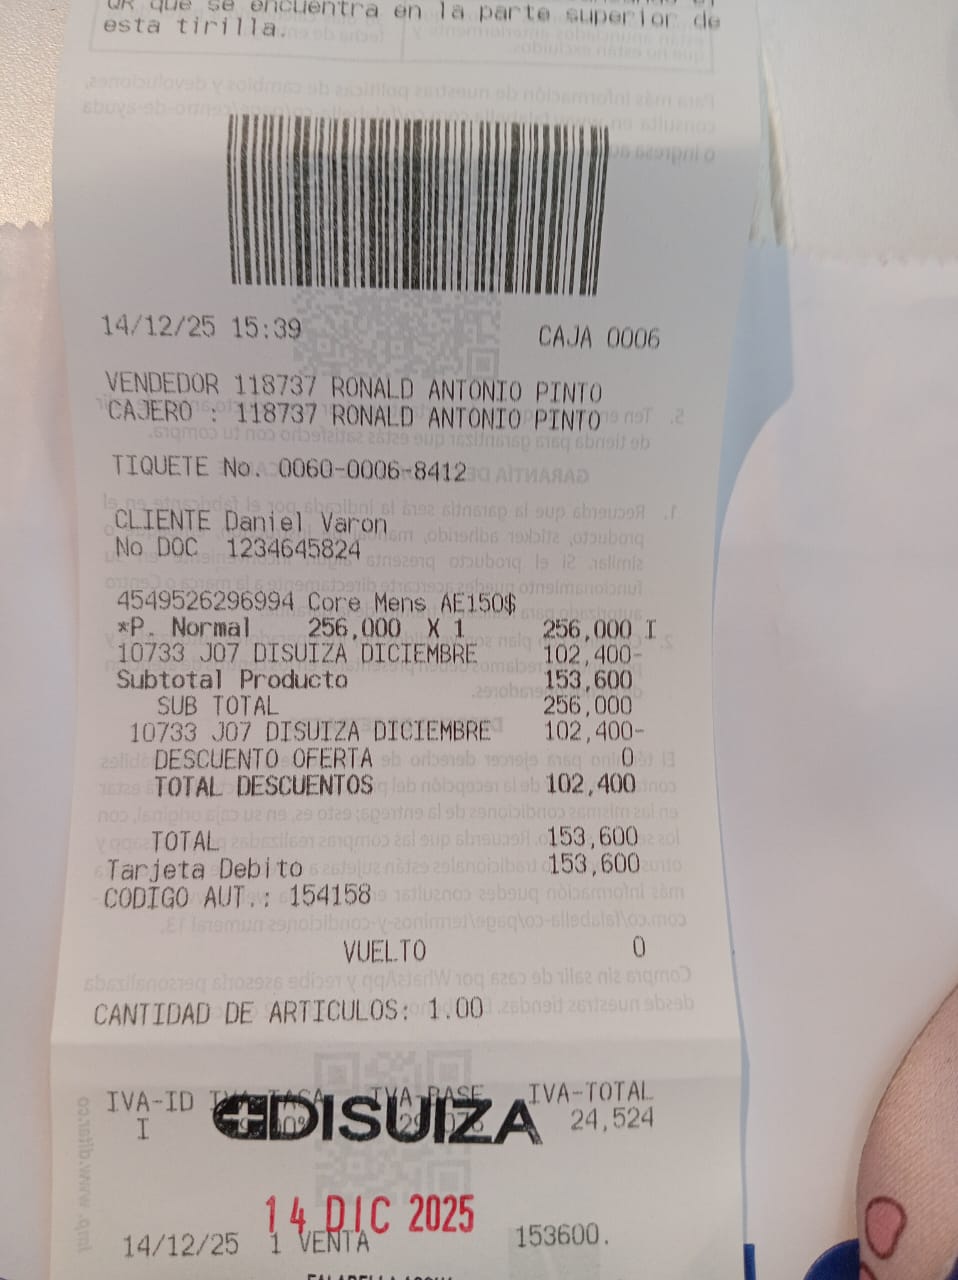 QR que se encuentra en la parte superior de
esta tirilla.
14/12/25 15:39 CAJA 0006
VENDEDOR 118737 RONALD ANTONIO PINTO
CAJERO : 118737 RONALD ANTONIO PINTO
TIQUETE No. 0060-0006-8412
CLIENTE Daniel Varon
No DOC 1234645824
4549526296994 Core Mens AE150$
*P. Normal 256,000 X 1 256,000 I
10733 J07 DISUIZA DICIEMBRE 102,400-
Subtotal Producto 153,600
SUB TOTAL 256,000
10733 J07 DISUIZA DICIEMBRE 102,400-
DESCUENTO OFERTA 0
TOTAL DESCUENTOS 102,400
TOTAL 153,600
Tarjeta Debito 153,600
CODIGO AUT.: 154158
VUELTO 0
CANTIDAD DE ARTICULOS: 1.00
IVA-ID IVA-TASA IVA-BASE IVA-TOTAL
I 24,524
DISUIZA
14 DIC 2025
14/12/25 1 VENTA 153600.